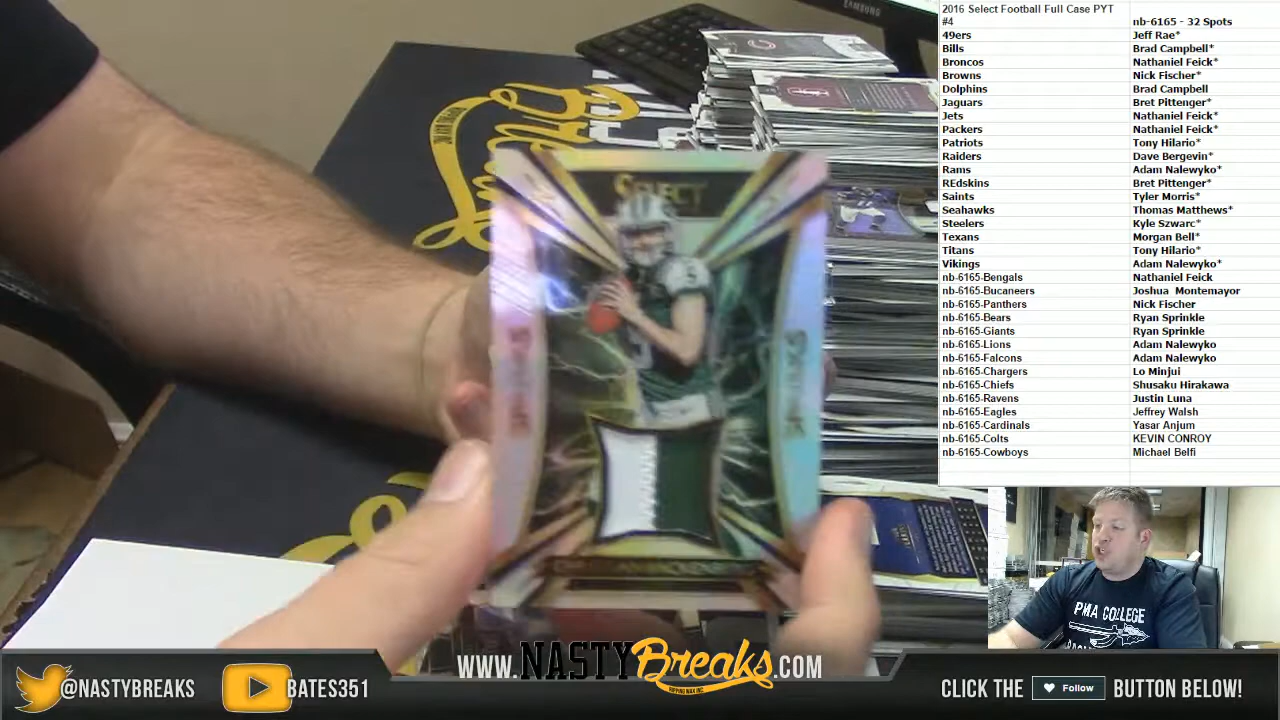 2016 Select Football Full Case PYT
#4 nb-6165 - 32 Spots
49ers Jeff Rae*
Bills Brad Campbell*
Broncos Nathaniel Feick*
Browns Nick Fischer*
Dolphins Brad Campbell
Jaguars Bret Pittenger*
Jets Nathaniel Feick*
Packers Nathaniel Feick*
Patriots Tony Hilario*
Raiders Dave Bergevin*
Rams Adam Nalewyko*
REdskins Bret Pittenger*
Saints Tyler Morris*
Seahawks Thomas Matthews*
Steelers Kyle Szwarc*
Texans Morgan Bell*
Titans Tony Hilario*
Vikings Adam Nalewyko*
nb-6165-Bengals Nathaniel Feick
nb-6165-Bucaneers Joshua Montemayor
nb-6165-Panthers Nick Fischer
nb-6165-Bears Ryan Sprinkle
nb-6165-Giants Ryan Sprinkle
nb-6165-Lions Adam Nalewyko
nb-6165-Falcons Adam Nalewyko
nb-6165-Chargers Lo Minjui
nb-6165-Chiefs Shusaku Hirakawa
nb-6165-Ravens Justin Luna
nb-6165-Eagles Jeffrey Walsh
nb-6165-Cardinals Yasar Anjum
nb-6165-Colts KEVIN CONROY
nb-6165-Cowboys Michael Belfi
SAMSUNG
SELECT
5
PMA COLLEGE
WWW.NASTYBreaks.COM
RIPPING WAX INC.
@NASTYBREAKS
BATES351
CLICK THE Follow BUTTON BELOW!